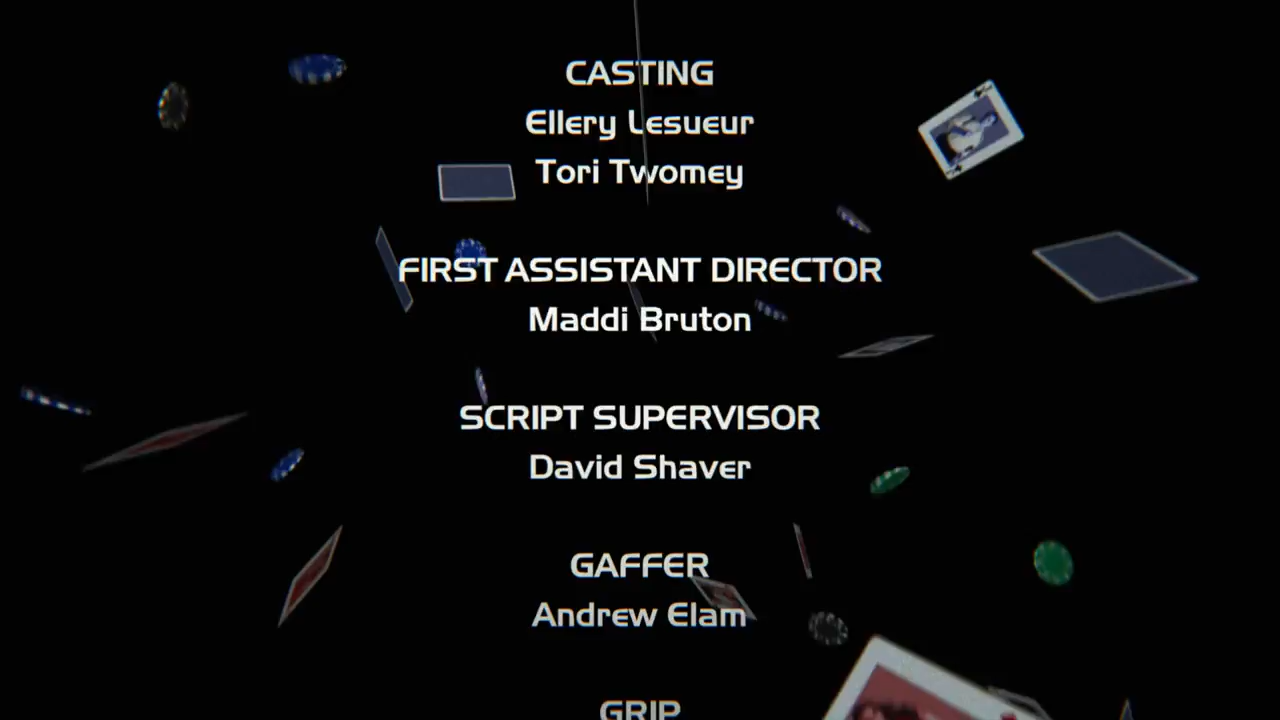 CASTING
Ellery Lesueur
Tori Twomey
FIRST ASSISTANT DIRECTOR
Maddi Bruton
SCRIPT SUPERVISOR
David Shaver
GAFFER
Andrew Elam
GRIP